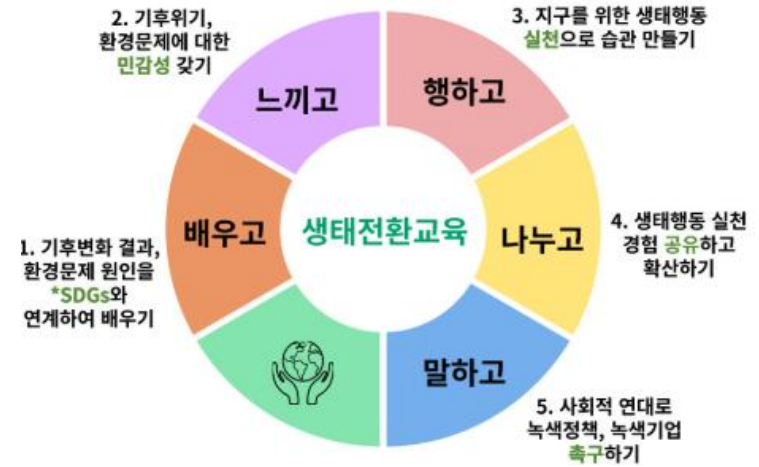 2. 기후위기,
환경문제에 대한
민감성 갖기
3. 지구를 위한 생태행동
실천으로 습관 만들기
느끼고
행하고
배우고
생태전환교육
나누고
1. 기후변화 결과,
환경문제 원인을
*SDGs와
연계하여 배우기
4. 생태행동 실천
경험 공유하고
확산하기
말하고
5. 사회적 연대로
녹색정책, 녹색기업
촉구하기